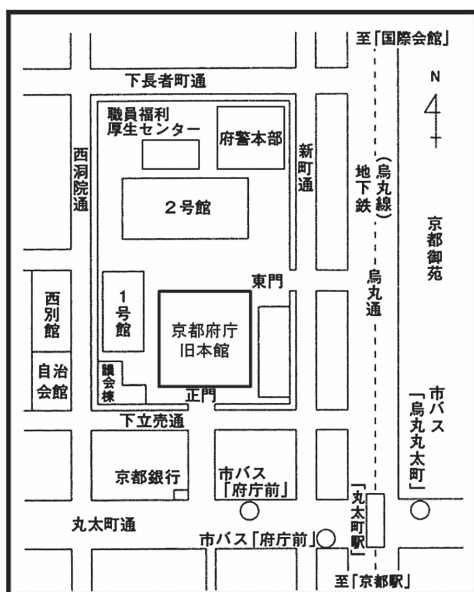 至「国際会館」
下長者町通
N
職員福利
厚生センター
府警本部
西洞院通
新町通
地下鉄
(烏丸線)
2号館
烏丸通
京都御苑
東門
西別館
1号館
京都府庁
旧本館
自治
会館
議会棟
正門
市バス
「烏丸丸太町」
下立売通
京都銀行
市バス
「府庁前」
丸太町通
「丸太町駅」
市バス「府庁前」
至「京都駅」